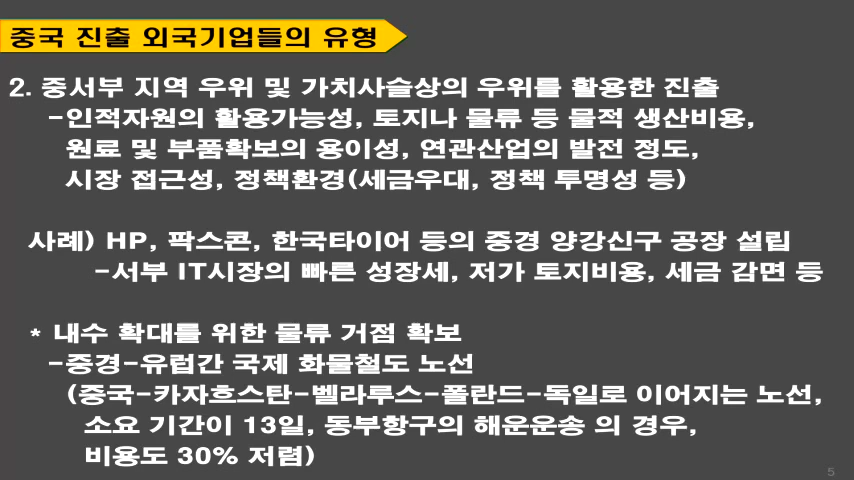 중국 진출 외국기업들의 유형
2. 중서부 지역 우위 및 가치사슬상의 우위를 활용한 진출
-인적자원의 활용가능성, 토지나 물류 등 물적 생산비용,
원료 및 부품확보의 용이성, 연관산업의 발전 정도,
시장 접근성, 정책환경(세금우대, 정책 투명성 등)
사례) HP, 팍스콘, 한국타이어 등의 중경 양강신구 공장 설립
-서부 IT시장의 빠른 성장세, 저가 토지비용, 세금 감면 등
* 내수 확대를 위한 물류 거점 확보
-중경-유럽간 국제 화물철도 노선
(중국-카자흐스탄-벨라루스-폴란드-독일로 이어지는 노선,
소요 기간이 13일, 동부항구의 해운운송 의 경우,
비용도 30% 저렴)
5